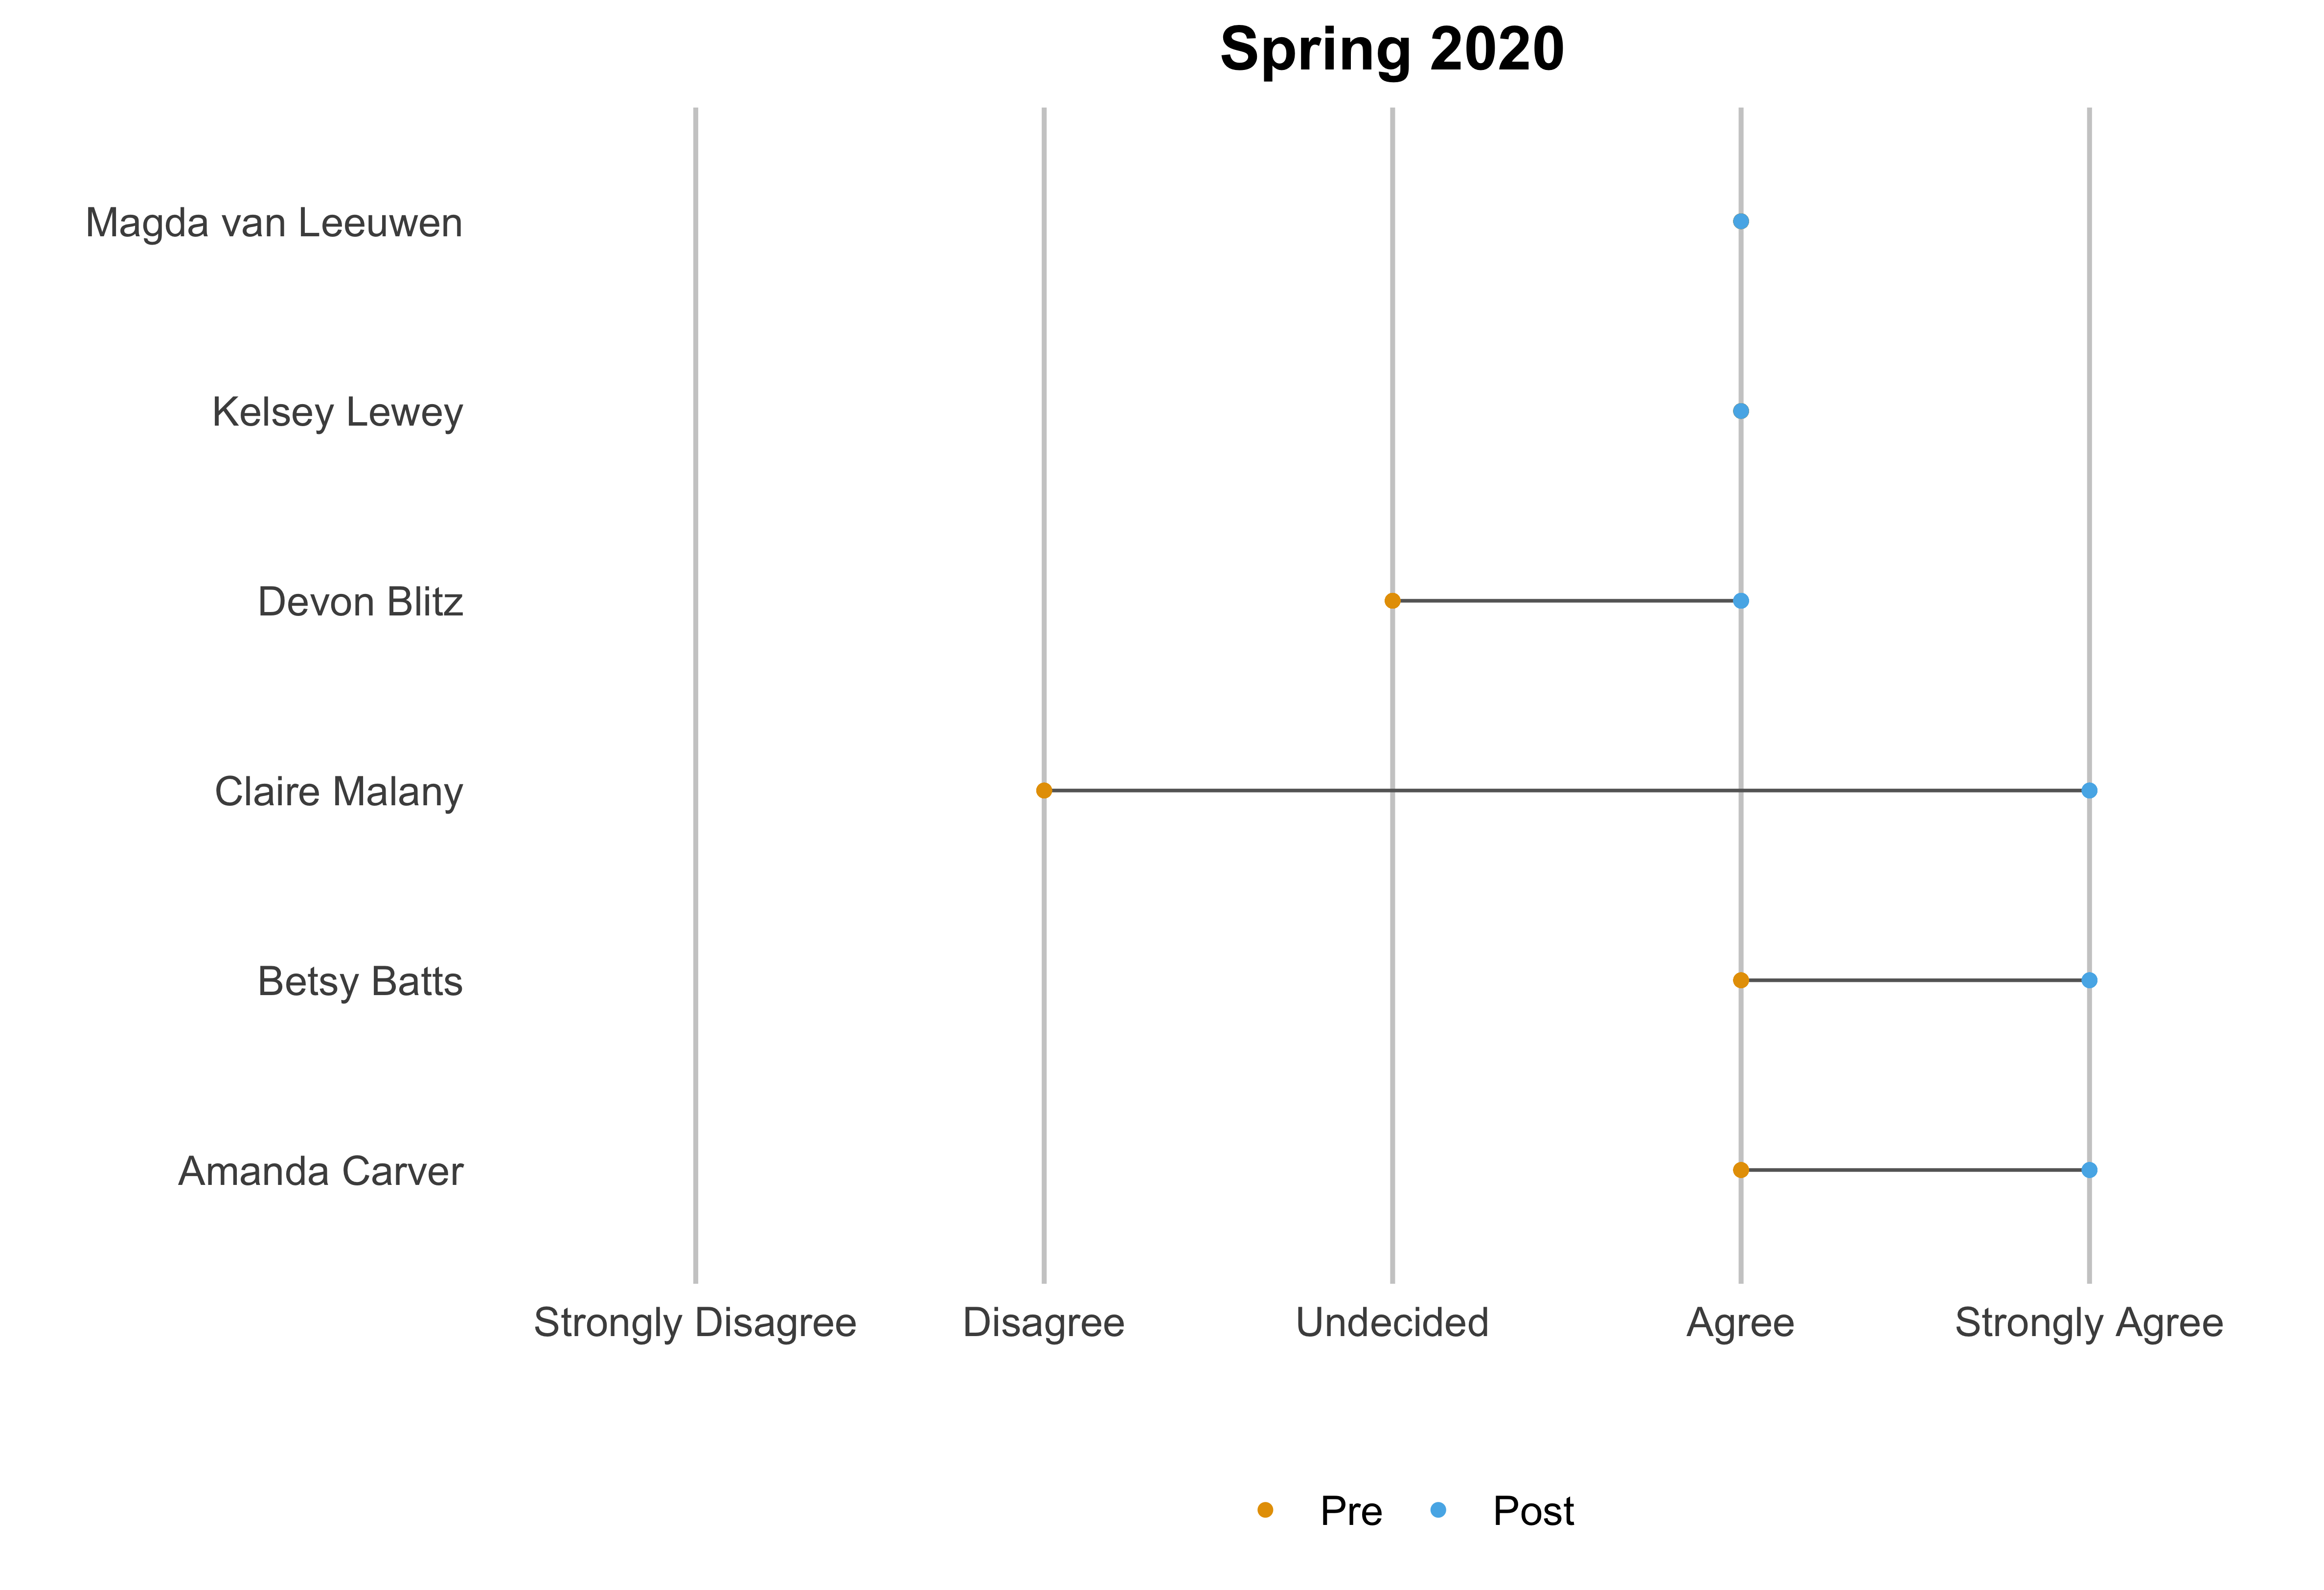 Spring 2020
Magda van Leeuwen
Kelsey Lewey
Devon Blitz
Claire Malany
Betsy Batts
Amanda Carver
Strongly Disagree Disagree Undecided Agree Strongly Agree
Pre Post